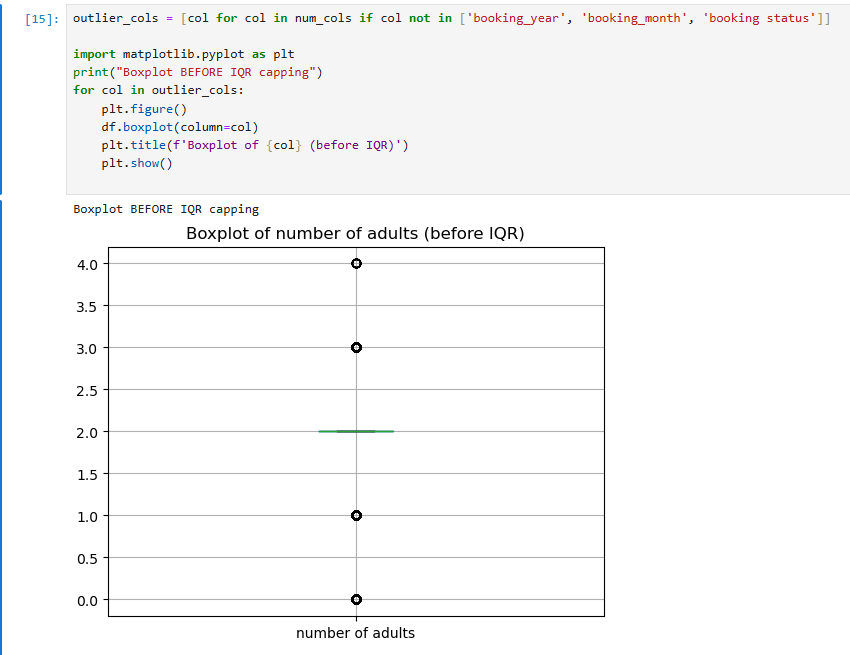 [15]: outlier_cols = [col for col in num_cols if col not in ['booking_year', 'booking_month', 'booking status']]
import matplotlib.pyplot as plt
print("Boxplot BEFORE IQR capping")
for col in outlier_cols:
    plt.figure()
    df.boxplot(column=col)
    plt.title(f'Boxplot of {col} (before IQR)')
    plt.show()
Boxplot BEFORE IQR capping
Boxplot of number of adults (before IQR)
4.0
3.5
3.0
2.5
2.0
1.5
1.0
0.5
0.0
number of adults